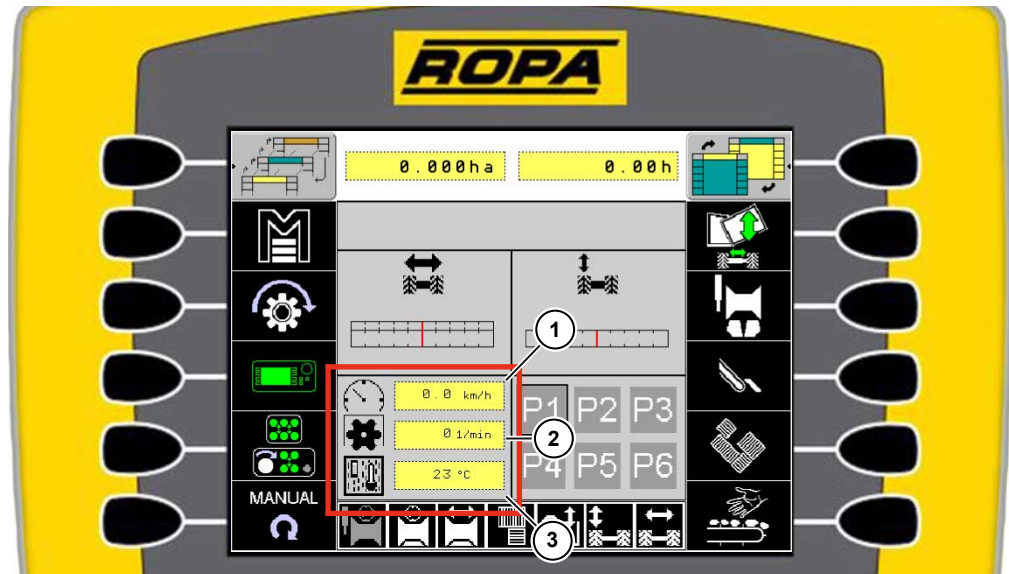 ROPA
0.000ha 0.00h
1
0.0 km/h
P1 P2 P3
0 1/min
2
23 °C
P4 P5 P6
MANUAL
3